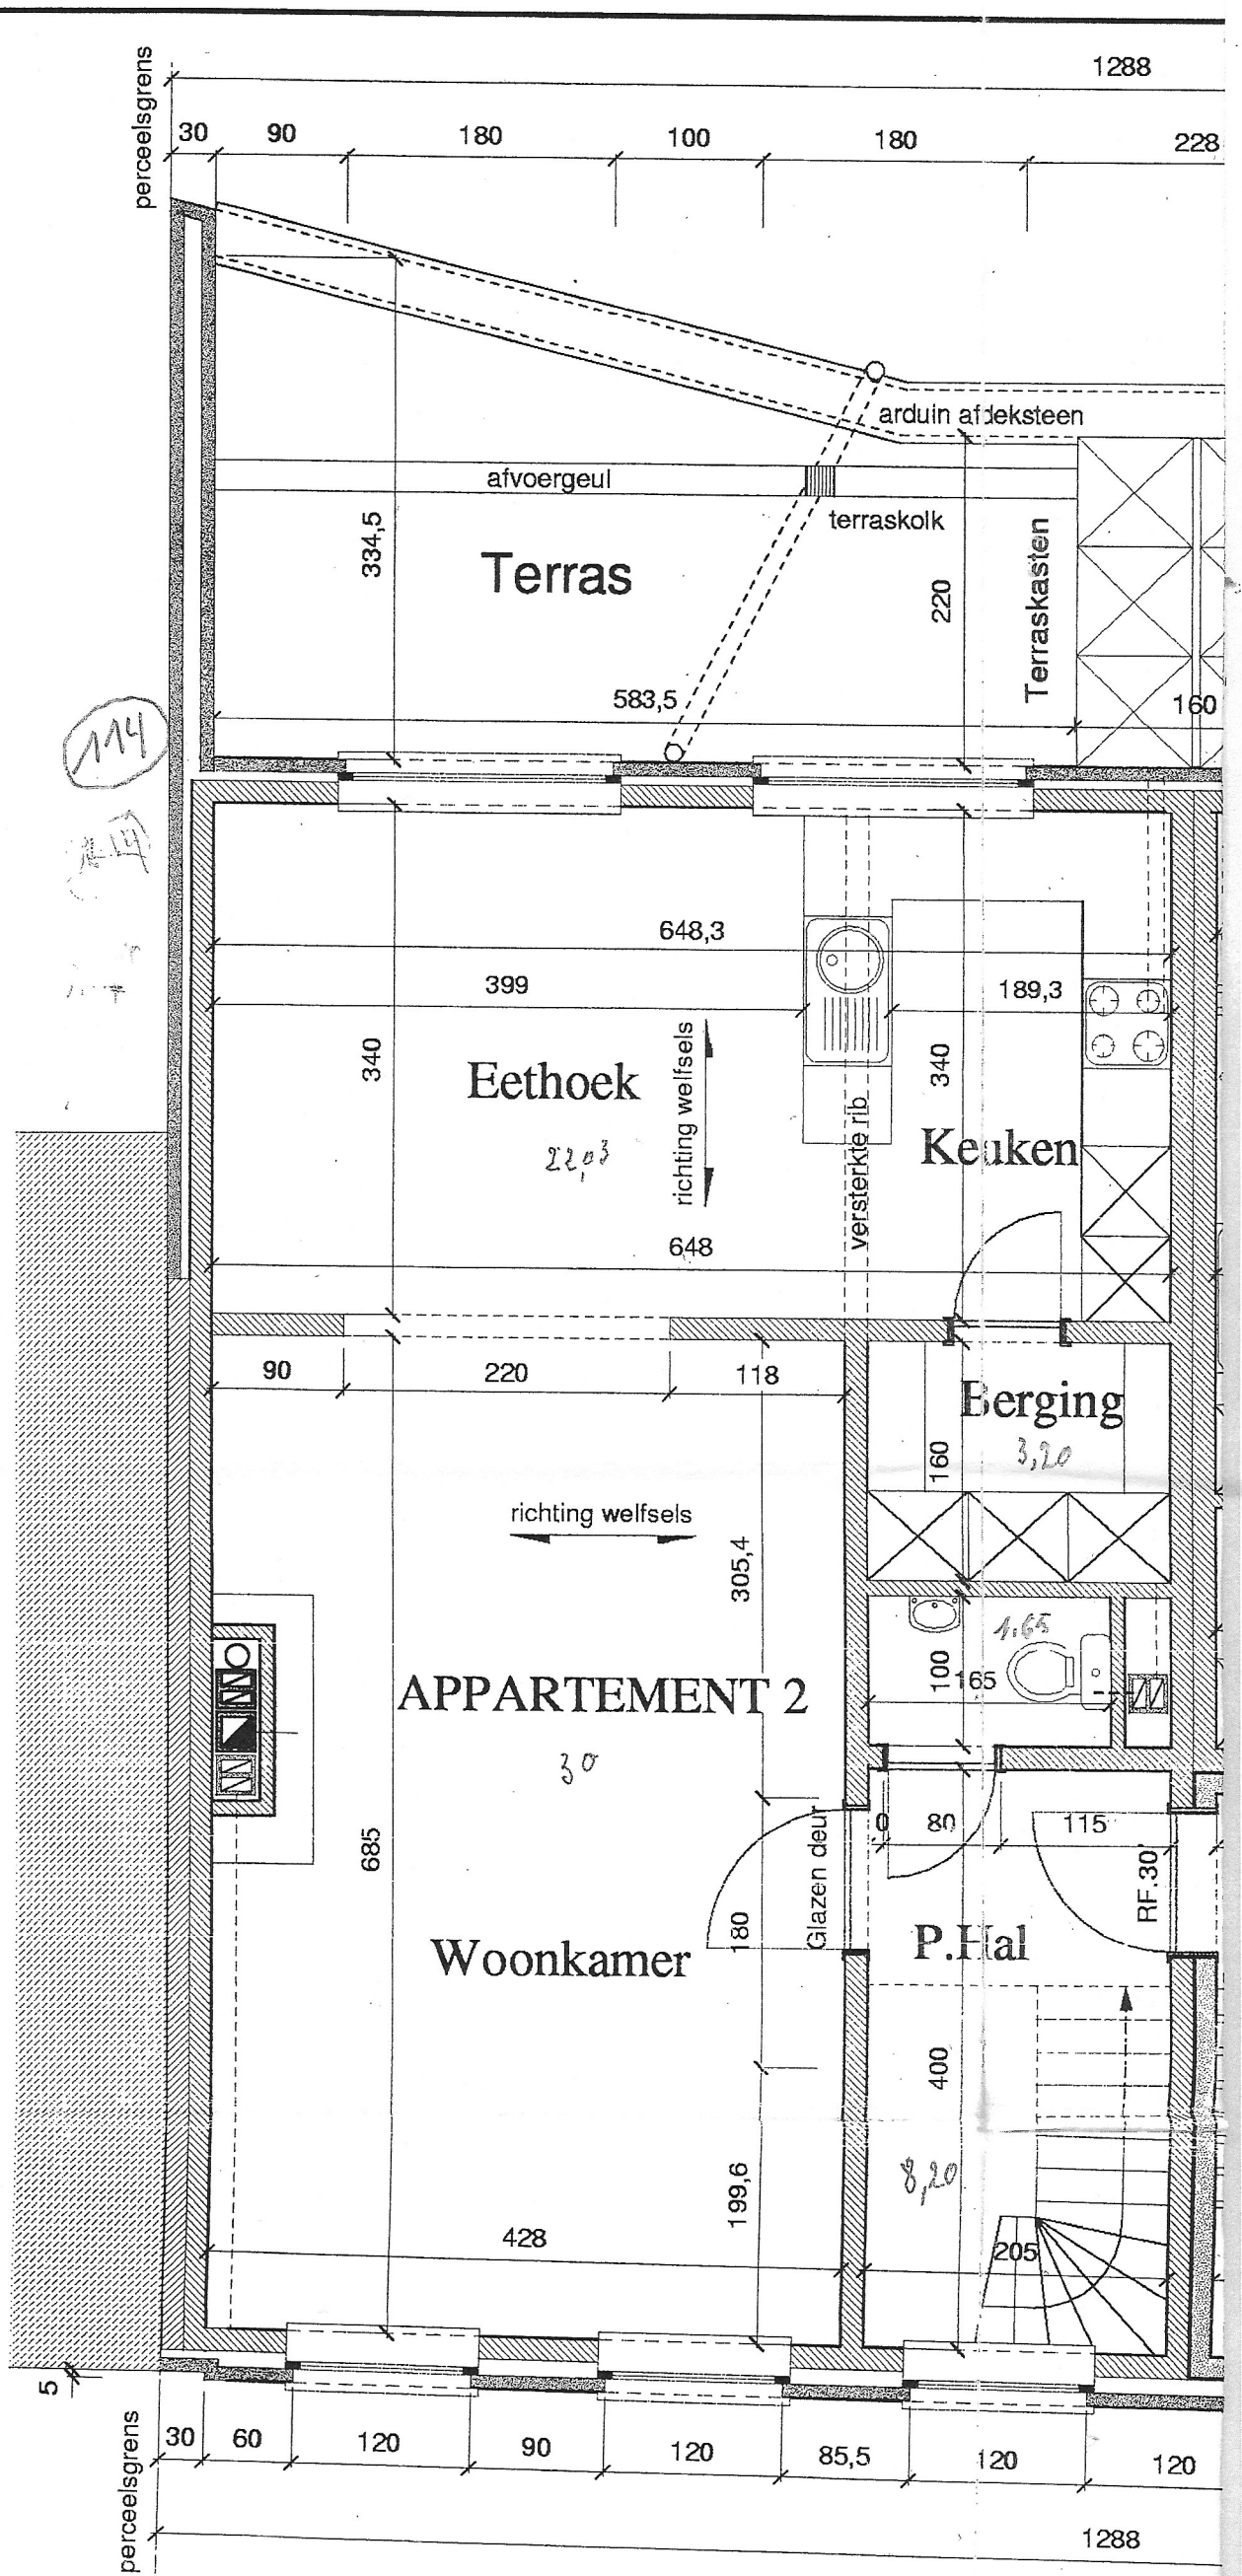 perceelsgrens
1288
30 90 180 100 180 228
arduin afdeksteen
afvoergeul
terraskolk
334,5
Terras
220
Terraskasten
583,5
160
114
648,3
399
189,3
340
Eethoek
22,03
richting welfsels
versterkte rib
340
Keuken
648
90 220 118
Berging
3,20
160
richting welfsels
305,4
1.65
100
165
APPARTEMENT 2
30
685
Glazen deur
180
0 80 115
RF.30'
P.Hal
Woonkamer
400
8,20
199,6
428
205
5
perceelsgrens
30 60 120 90 120 85,5 120 120
1288